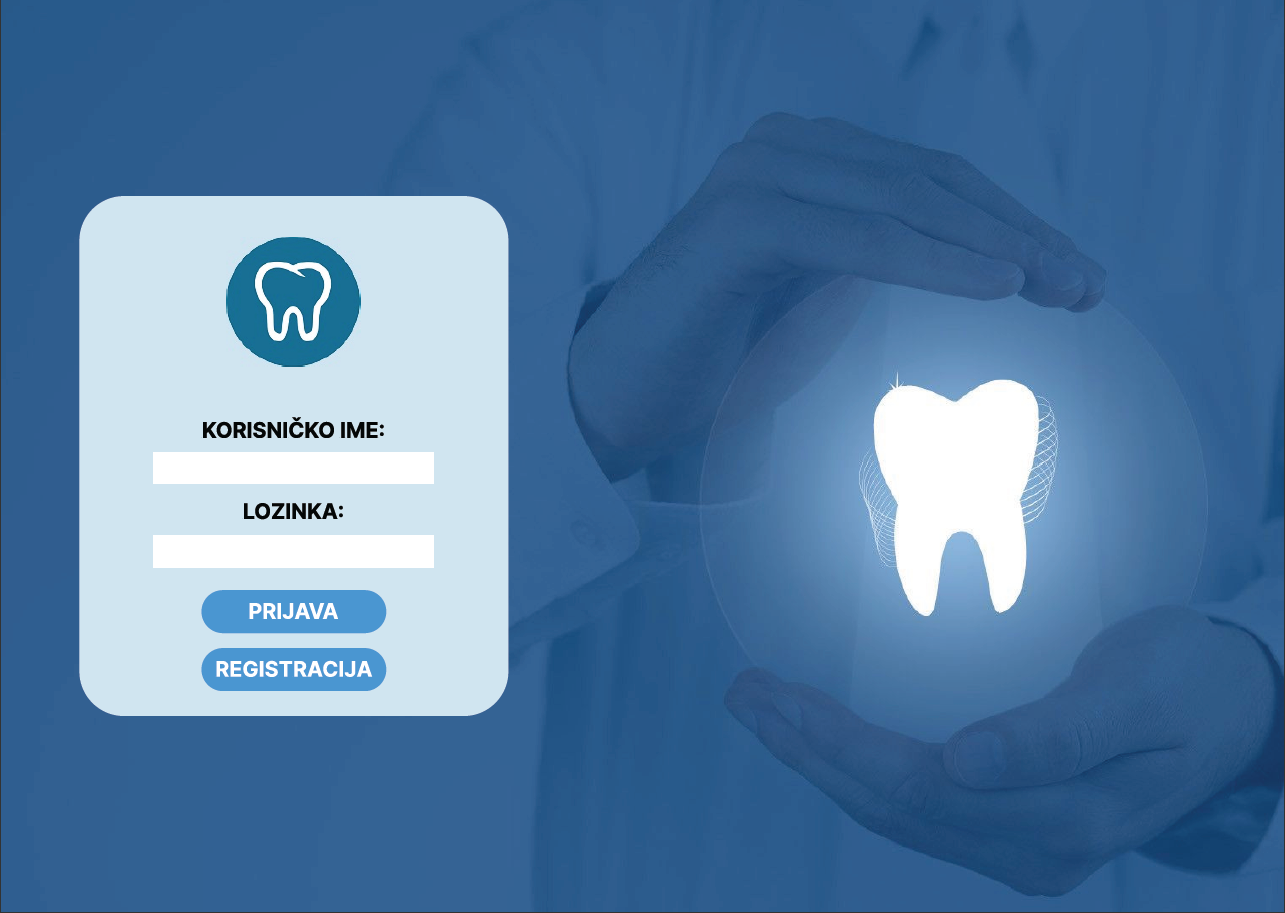 KORISNIČKO IME:
LOZINKA:
PRIJAVA
REGISTRACIJA